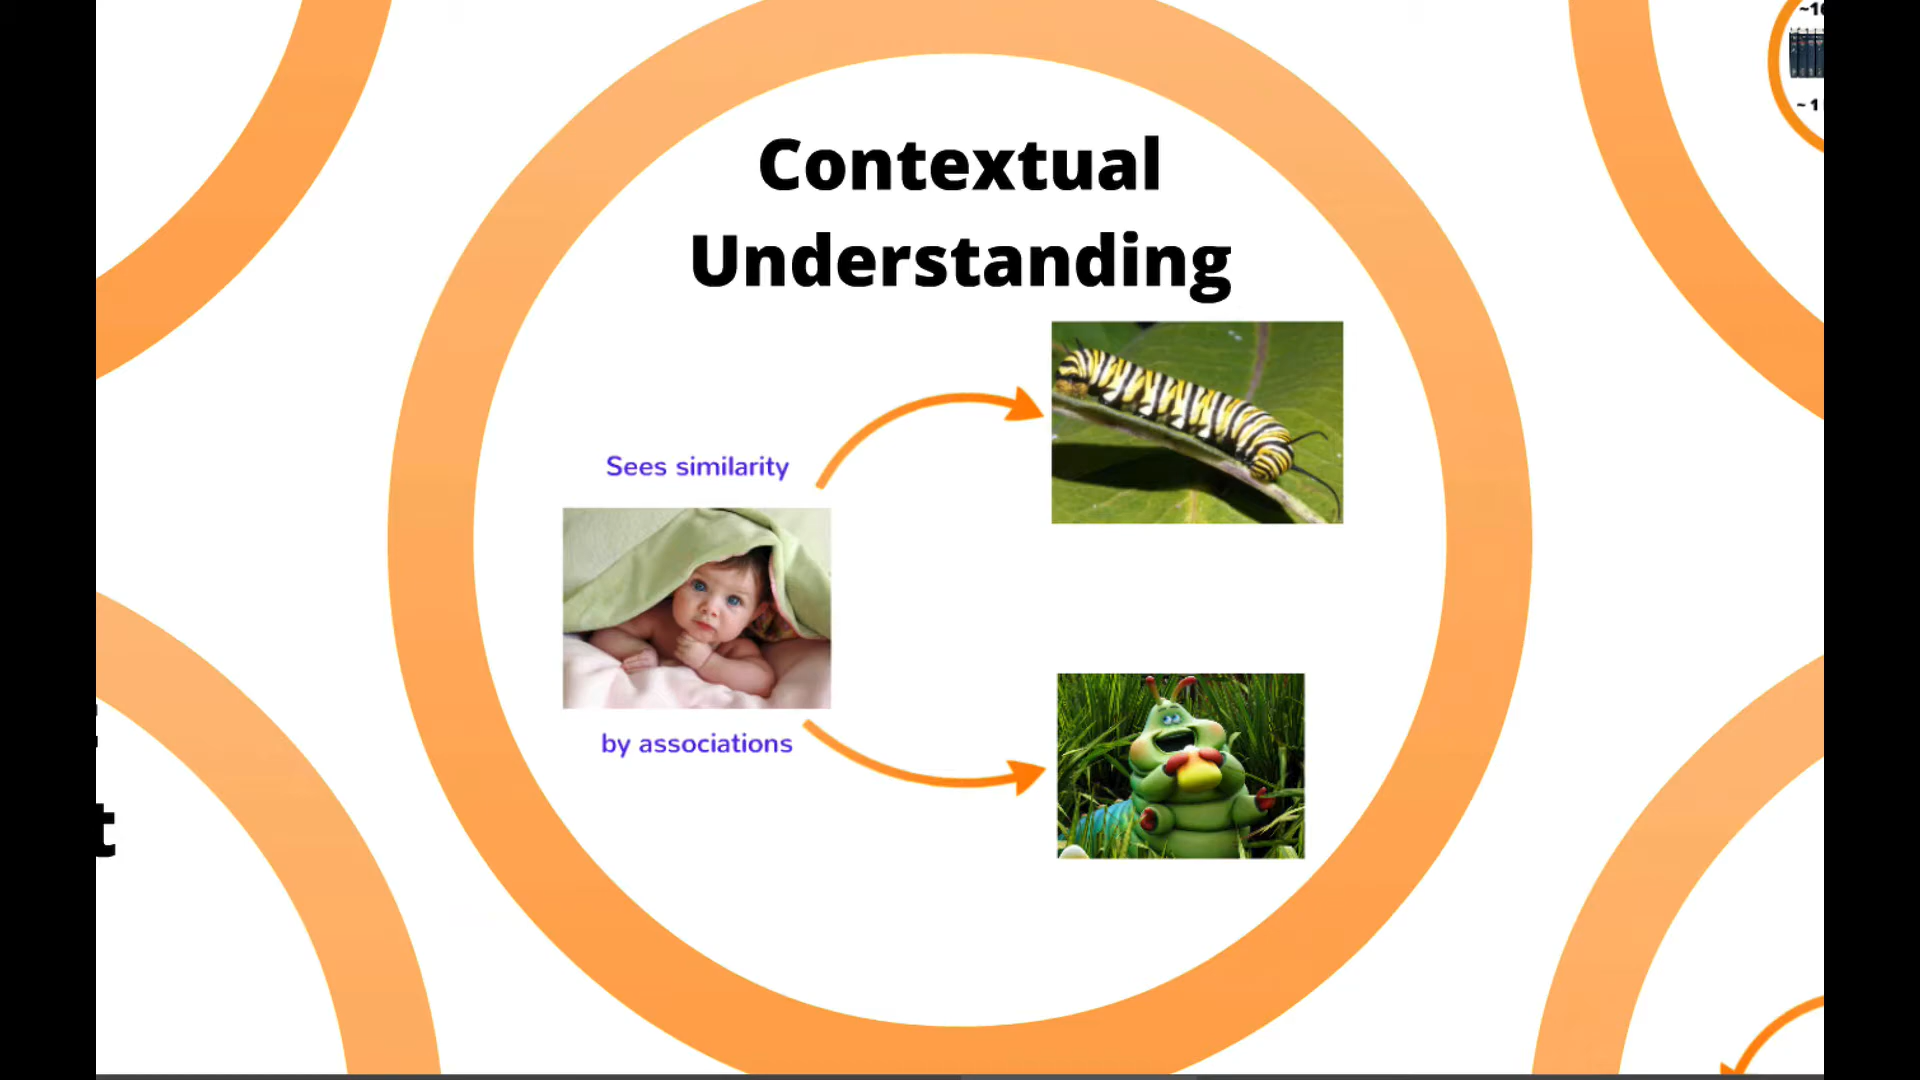 Contextual
Understanding
Sees similarity
by associations
t